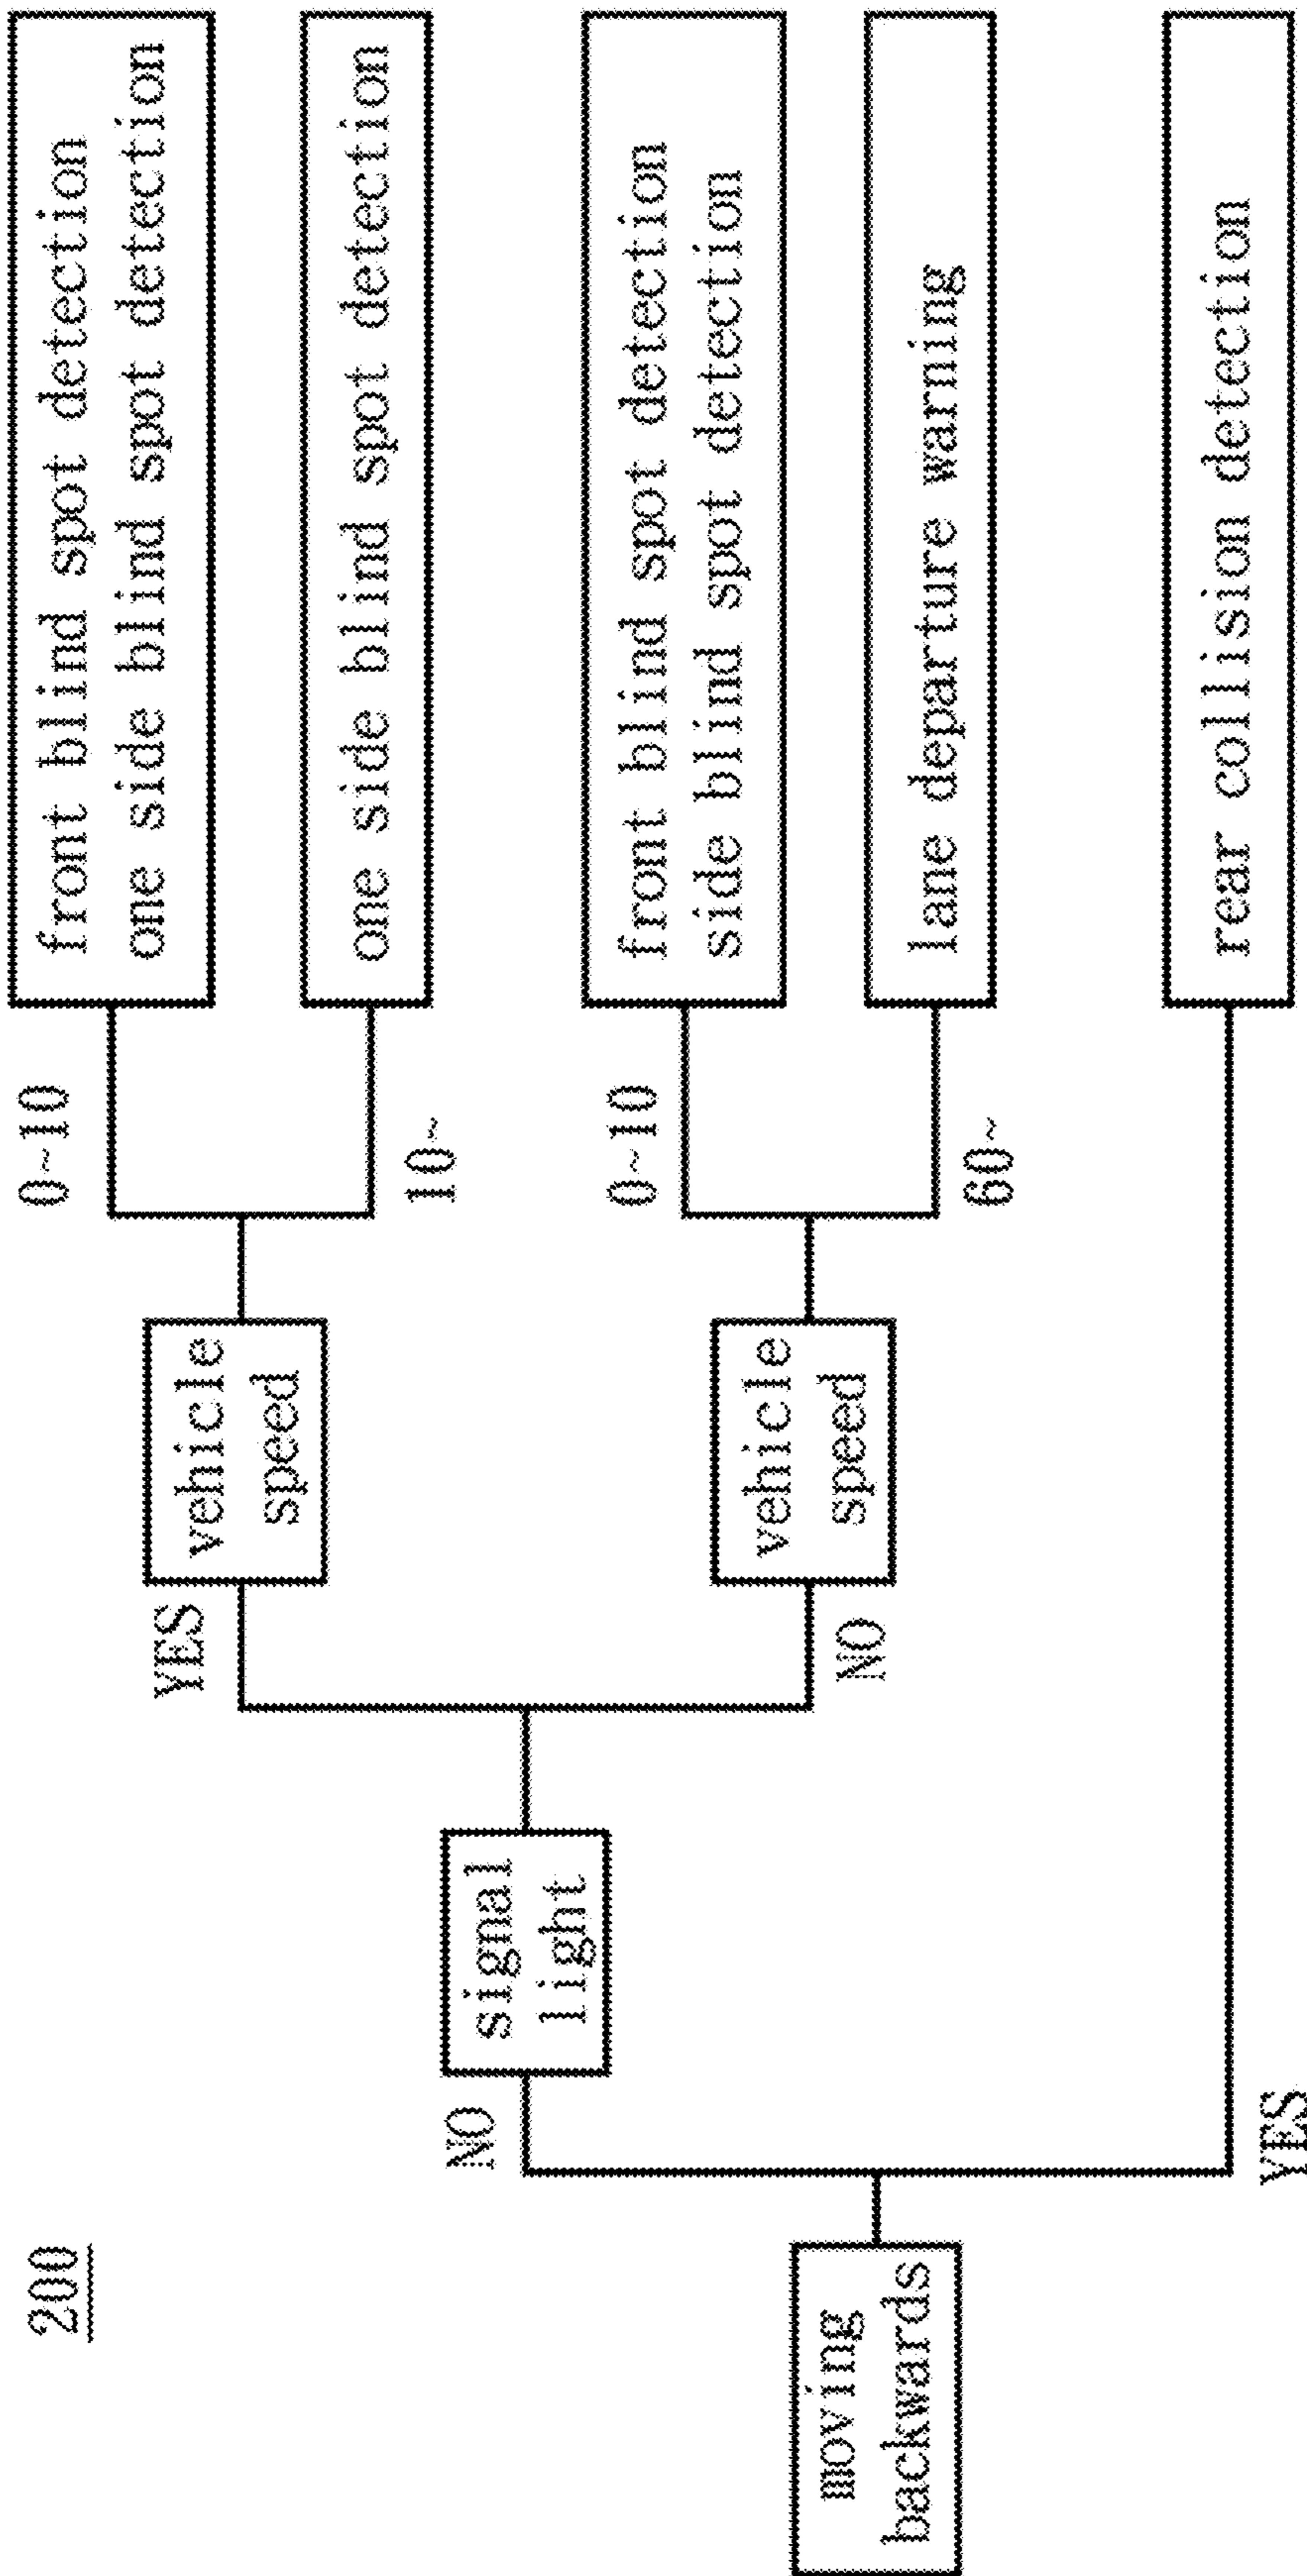 200
moving
backwards
NO
YES
signal
light
YES
NO
vehicle
speed
vehicle
speed
0~10
10~
0~10
60~
front blind spot detection
one side blind spot detection
one side blind spot detection
front blind spot detection
side blind spot detection
lane departure warning
rear collision detection